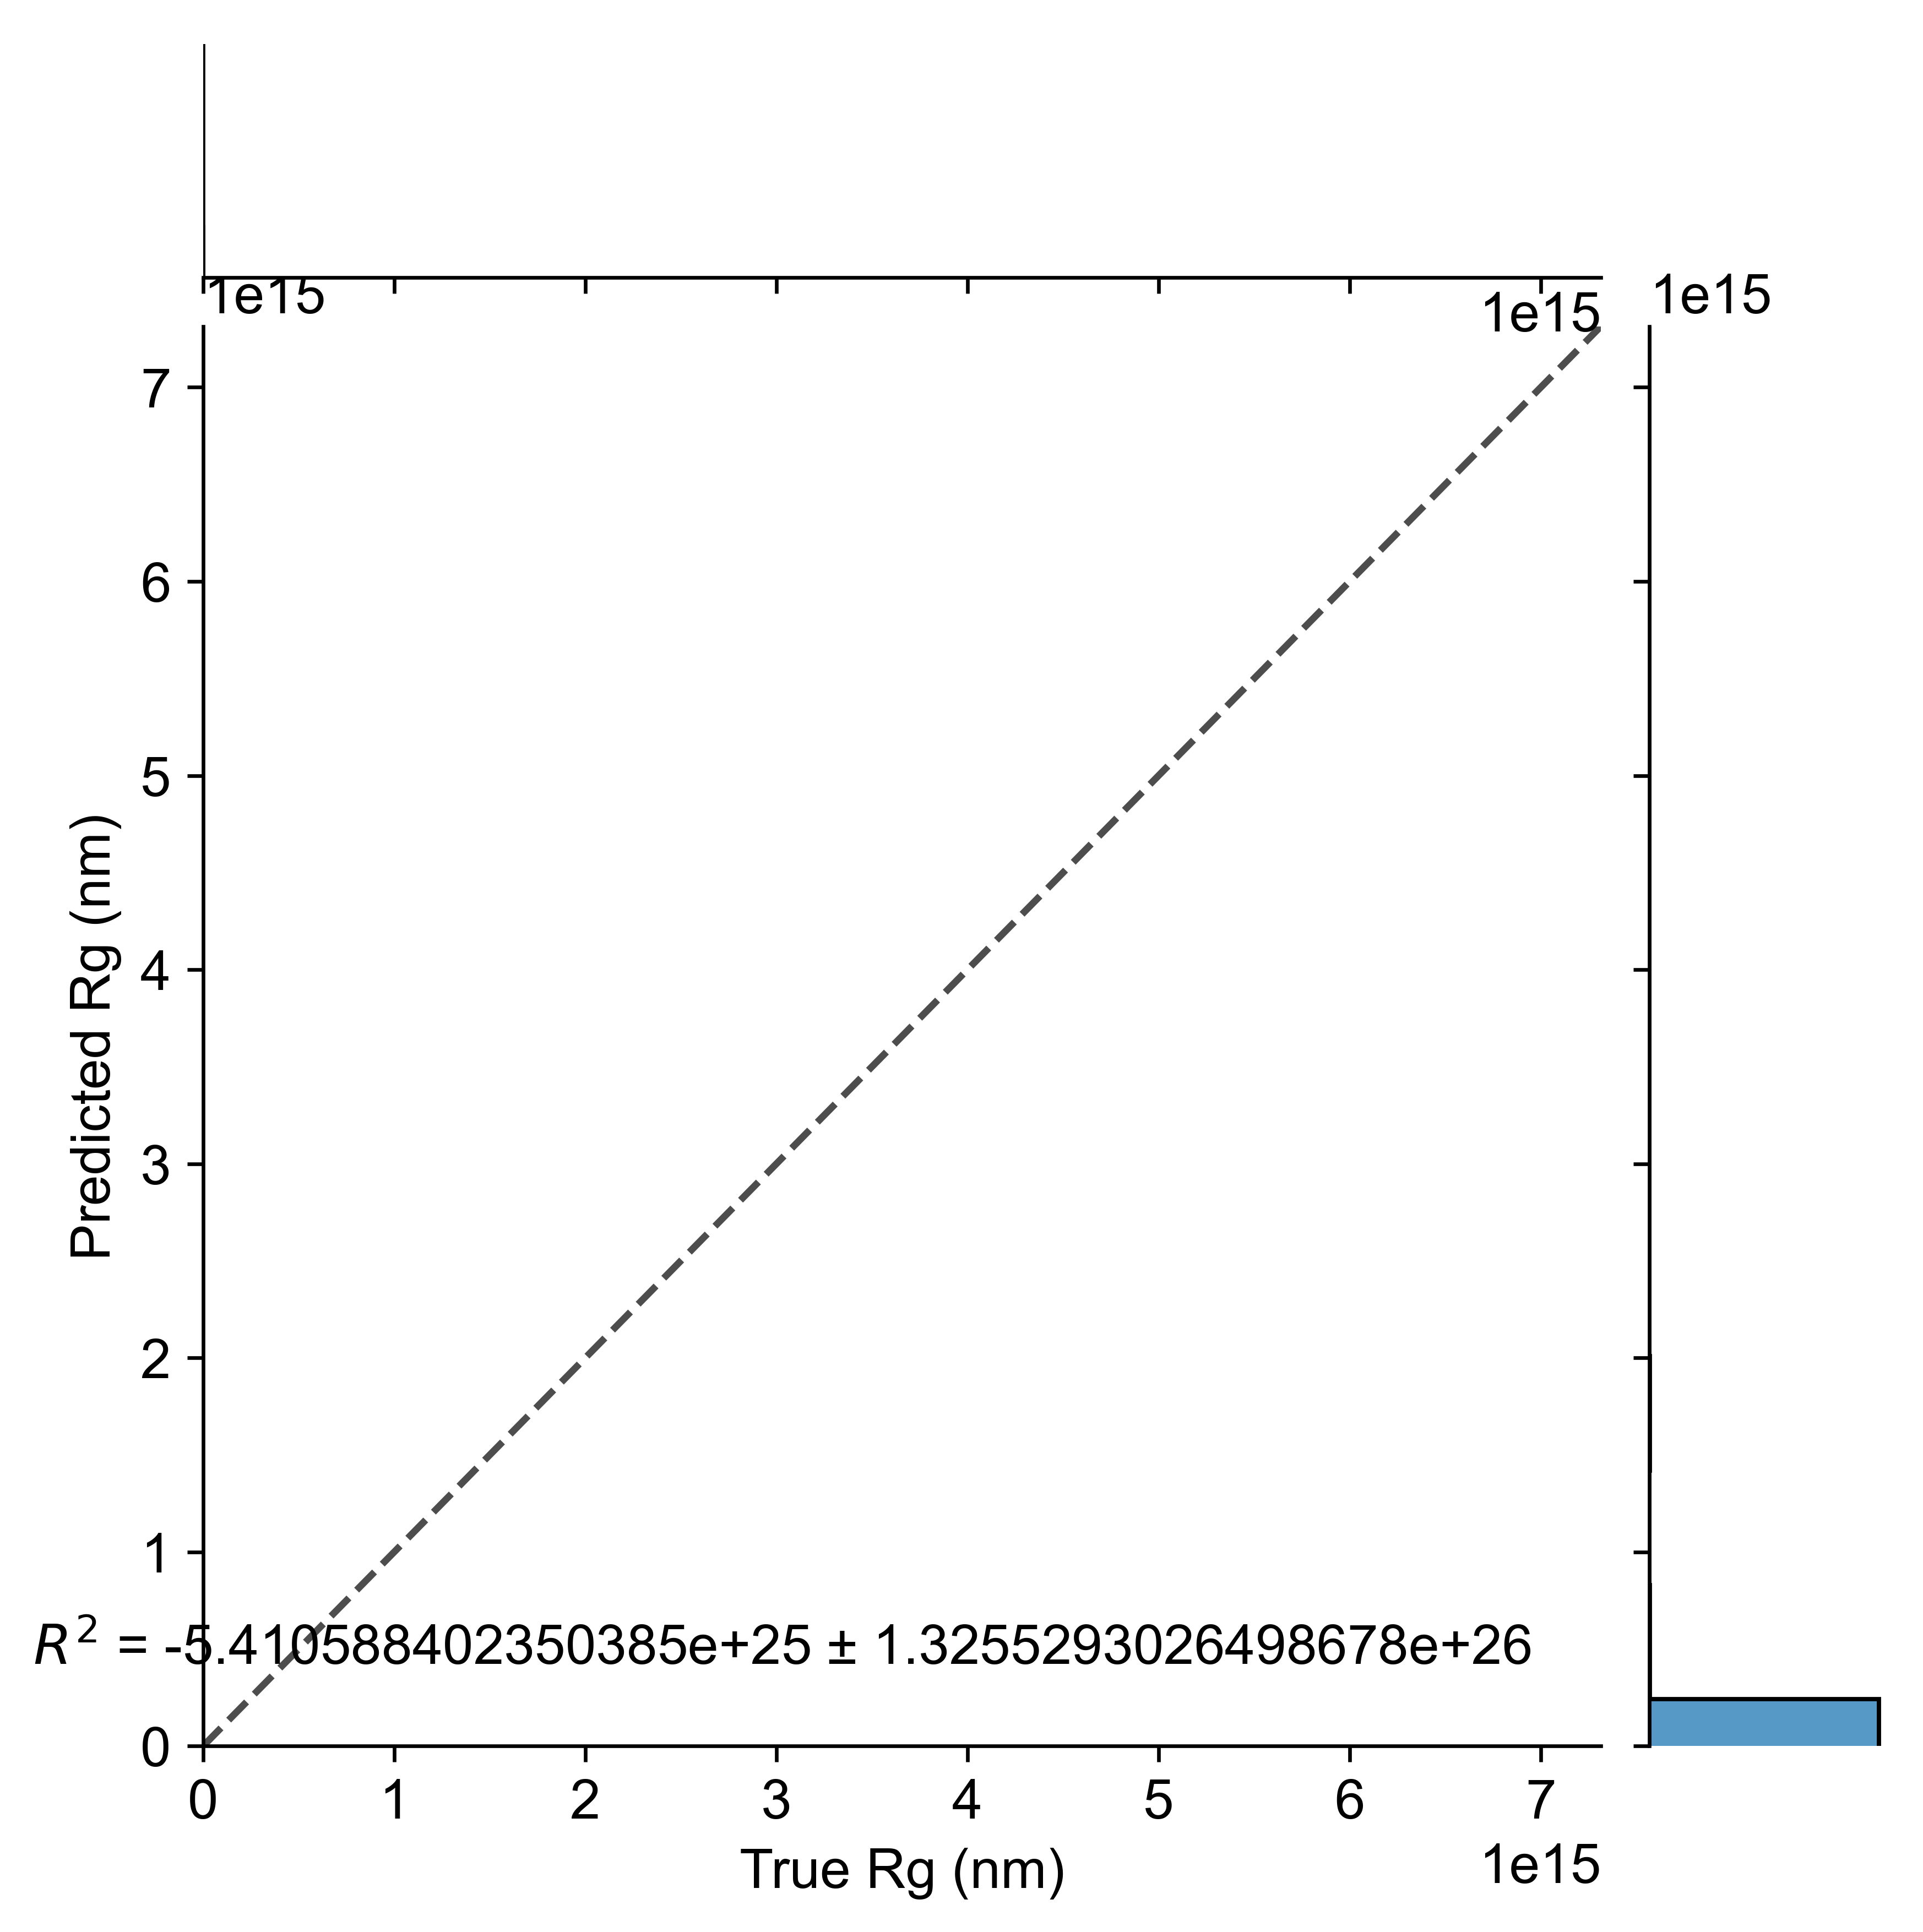 1e15
1e15
1e15
7
6
5
4
3
2
1
0
Predicted Rg (nm)
R² = -5.410588402350385e+25 ± 1.3255293026498678e+26
0 1 2 3 4 5 6 7
True Rg (nm)
1e15